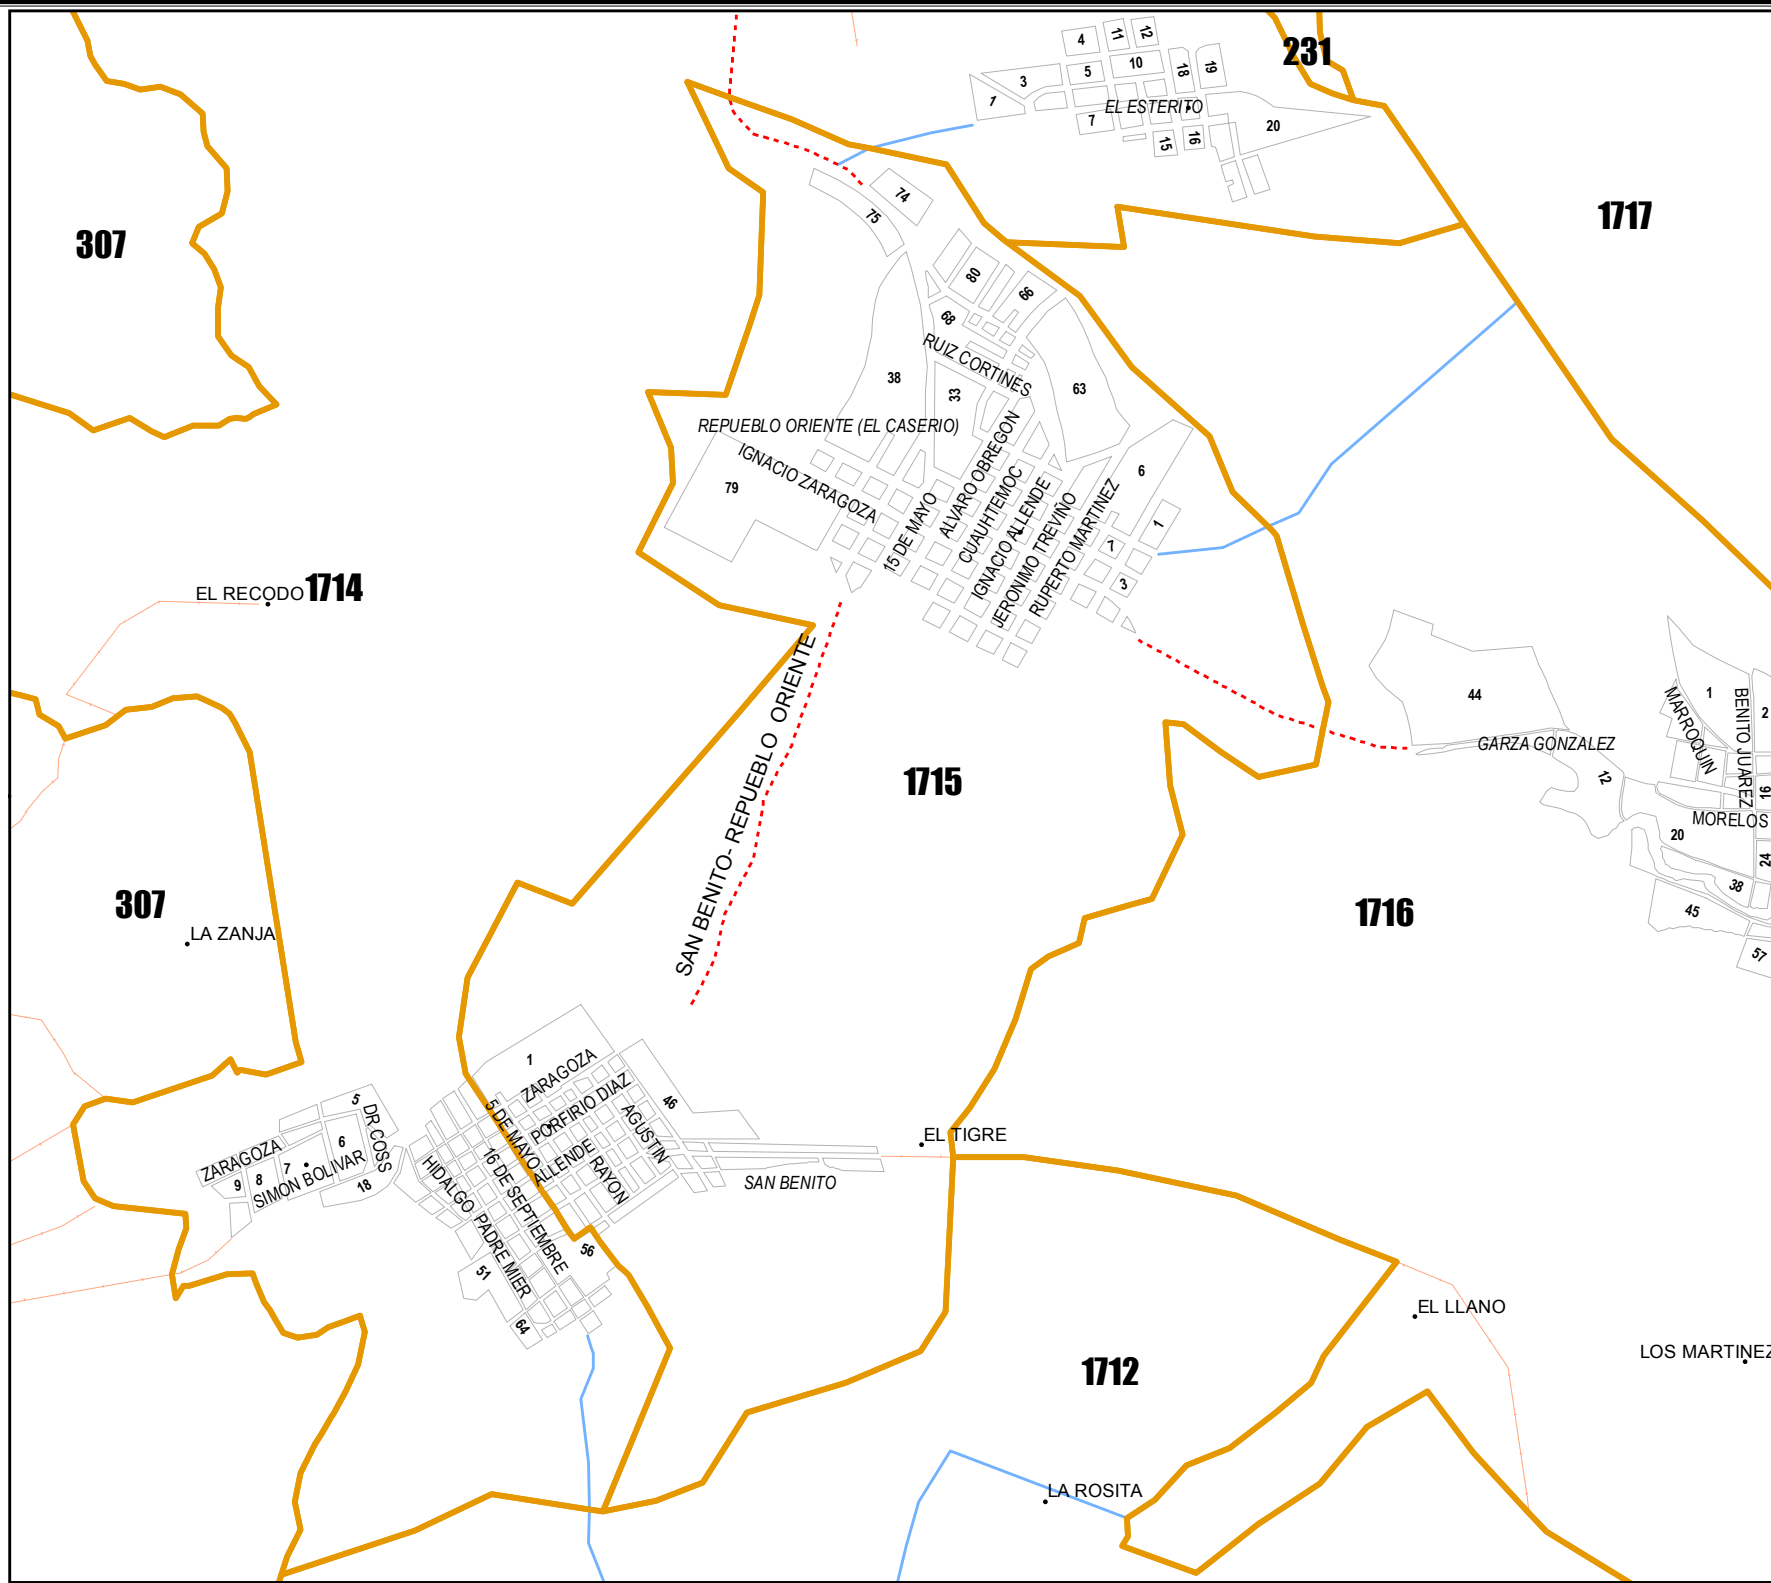 231
4
11
12
3
5
10
18
19
1
EL ESTERITO
7
20
15
16
307
1717
74
75
80
66
68
RUIZ CORTINES
38
33
63
REPUEBLO ORIENTE (EL CASERIO)
IGNACIO ZARAGOZA
79
15 DE MAYO
ALVARO OBREGON
CUAUHTEMOC
IGNACIO ALLENDE
JERONIMO TREVIÑO
RUPERTO MARTINEZ
6
1
7
3
EL RECODO
1714
SAN BENITO- REPUEBLO ORIENTE
44
MARROQUIN
1
BENITO JUAREZ
2
GARZA GONZALEZ
12
16
MORELOS
20
24
38
45
57
1715
307
LA ZANJA
1716
1
ZARAGOZA
5 DE MAYO
PORFIRIO DIAZ
AGUSTIN
46
ALLENDE
RAYON
16 DE SEPTIEMBRE
HIDALGO
PADRE MIER
5
DR COSS
ZARAGOZA
6
7
8
9
SIMON BOLIVAR
18
EL TIGRE
SAN BENITO
56
51
64
EL LLANO
LOS MARTINEZ
1712
LA ROSITA